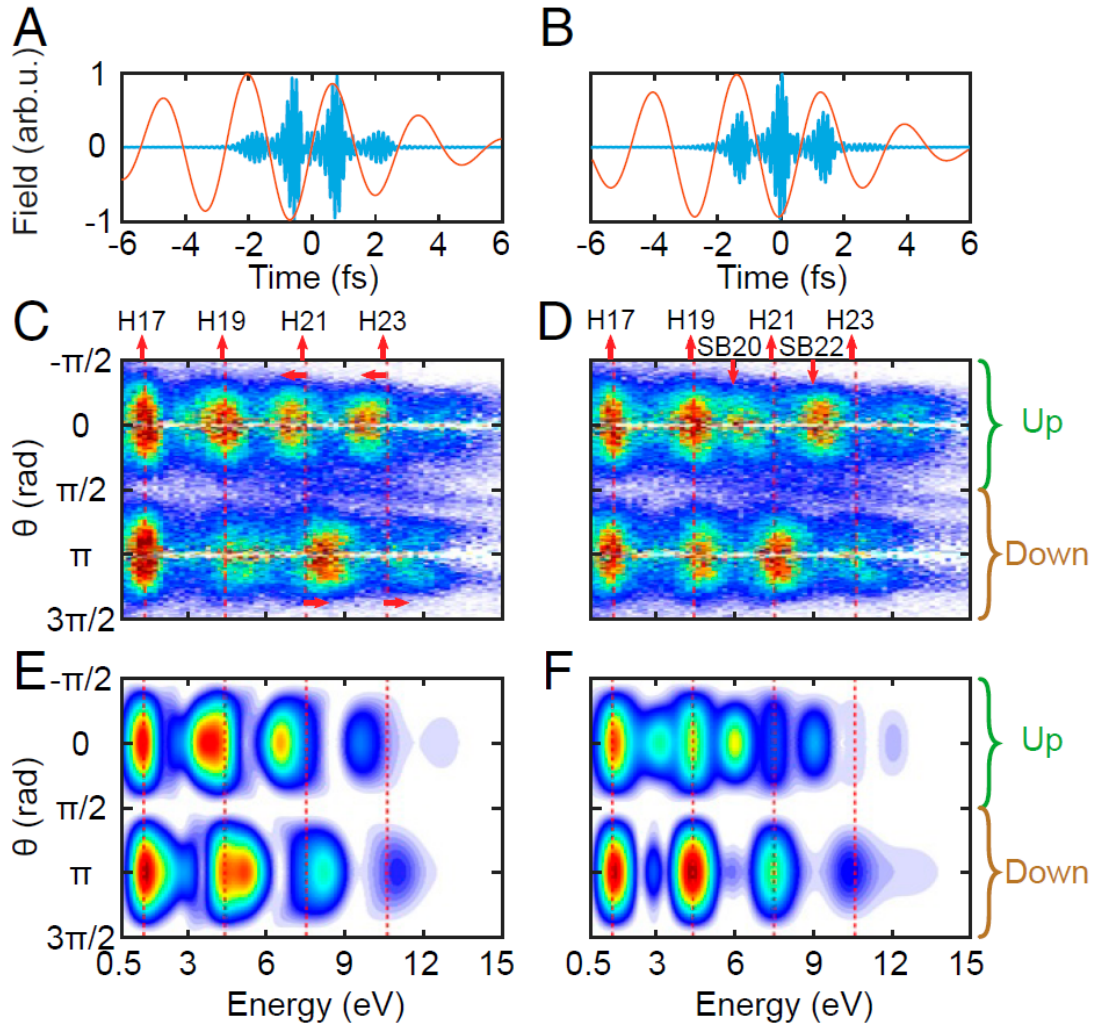 A
B
Field (arb.u.)
1
0
-1
-6 -4 -2 0 2 4 6
-6 -4 -2 0 2 4 6
Time (fs)
Time (fs)
C
H17 H19 H21 H23
D
H17 H19 H21 H23
SB20 SB22
-π/2
0
π/2
π
3π/2
θ (rad)
Up
Down
E
F
-π/2
0
π/2
π
3π/2
θ (rad)
Up
Down
0.5 3 6 9 12 15
0.5 3 6 9 12 15
Energy (eV)
Energy (eV)